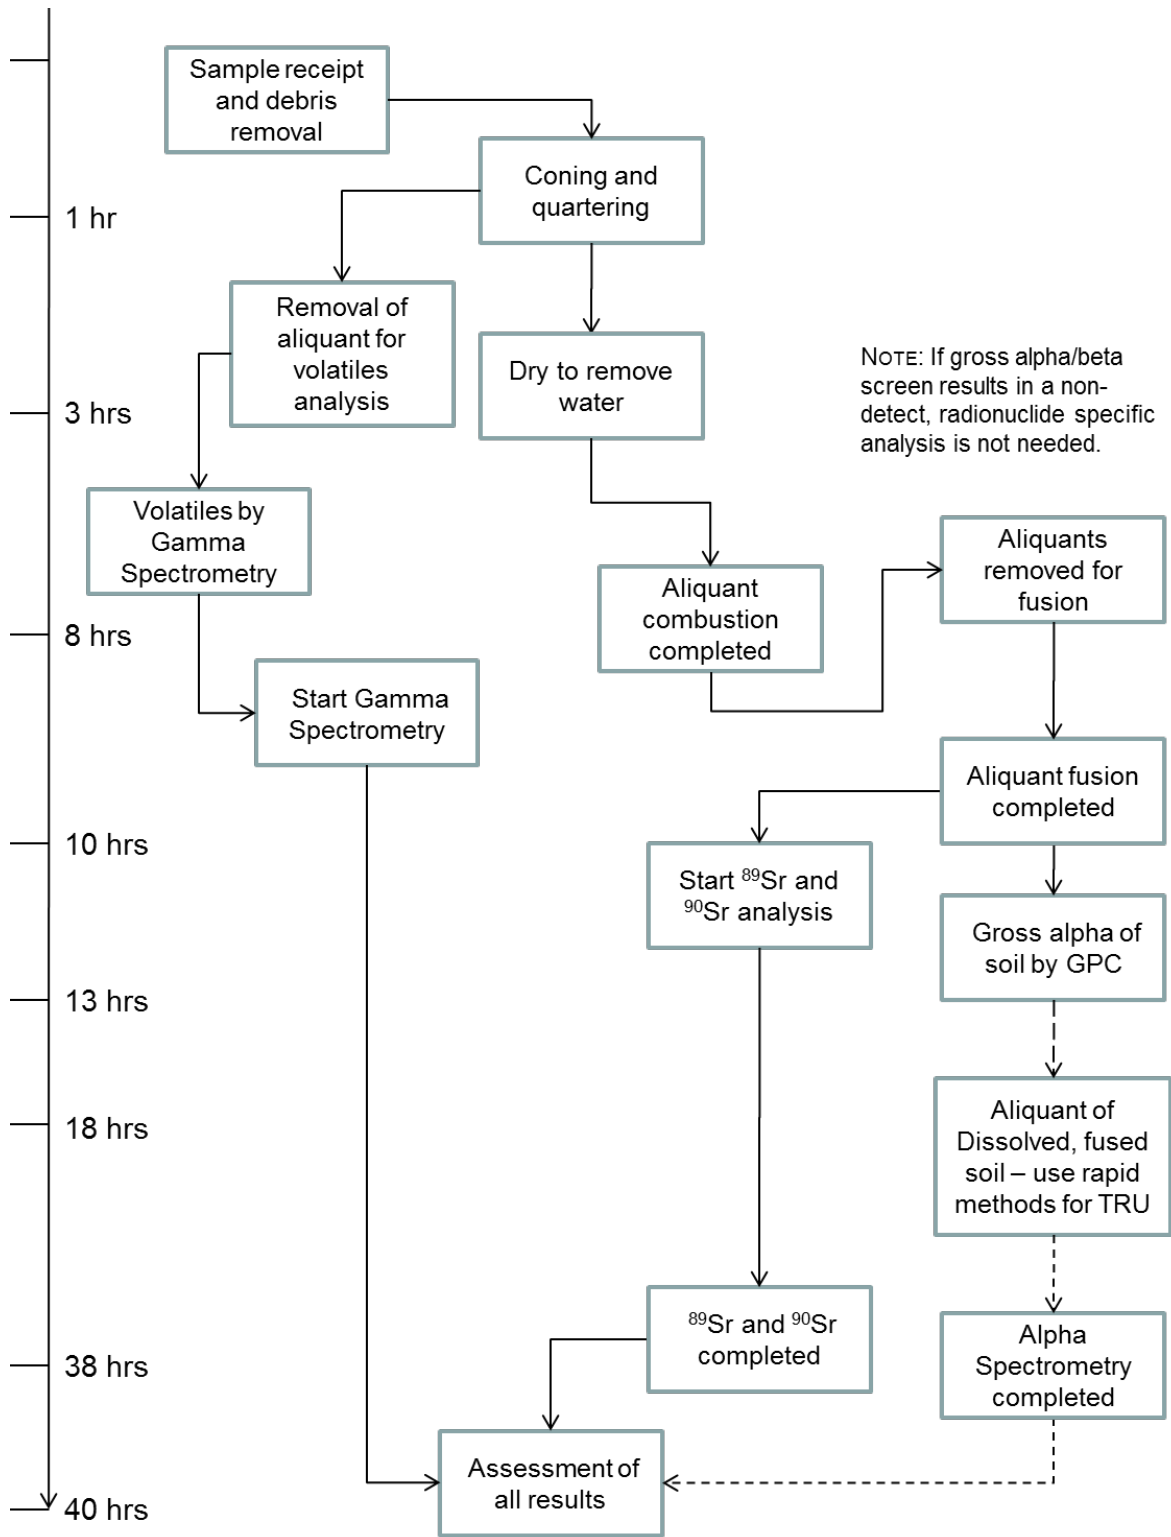 Sample receipt
and debris
removal
Coning and
quartering
1 hr
Removal of
aliquant for
volatiles
analysis
Dry to remove
water
NOTE: If gross alpha/beta
screen results in a non-
detect, radionuclide specific
analysis is not needed.
3 hrs
Volatiles by
Gamma
Spectrometry
Aliquant
combustion
completed
Aliquants
removed for
fusion
8 hrs
Start Gamma
Spectrometry
Aliquant fusion
completed
10 hrs
Start ⁸⁹Sr and
⁹⁰Sr analysis
Gross alpha of
soil by GPC
13 hrs
Aliquant of
Dissolved, fused
soil – use rapid
methods for TRU
18 hrs
⁸⁹Sr and ⁹⁰Sr
completed
Alpha
Spectrometry
completed
38 hrs
Assessment of
all results
40 hrs